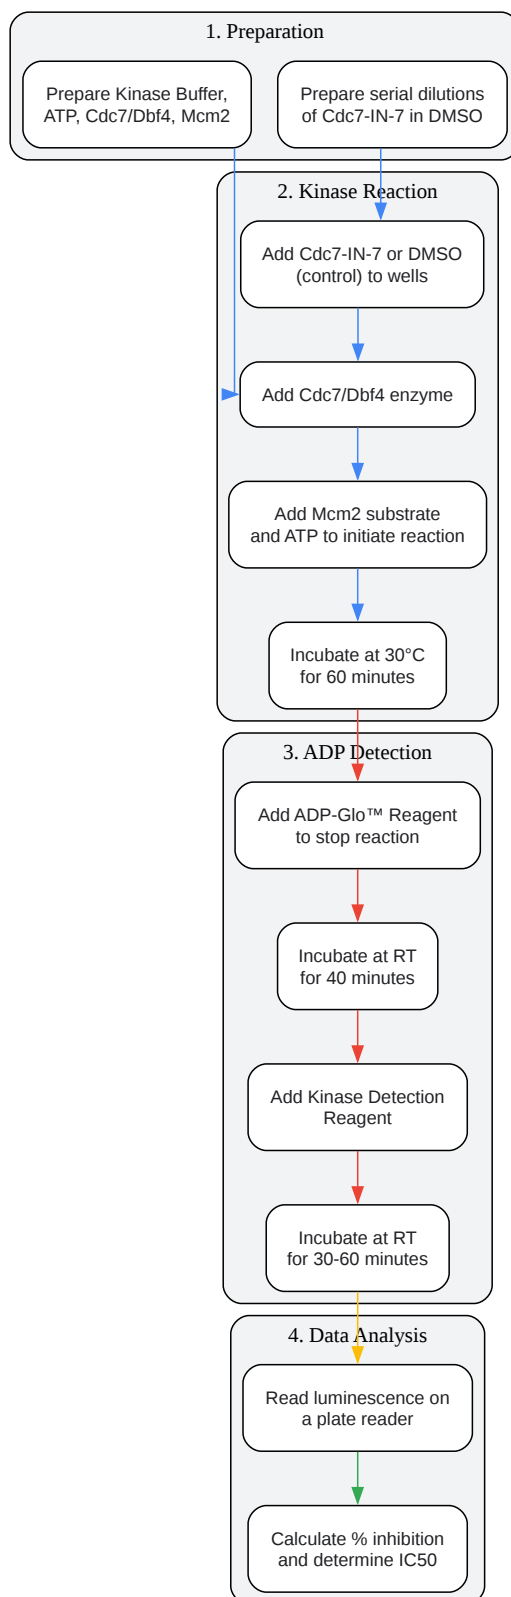 1. Preparation
Prepare Kinase Buffer,
ATP, Cdc7/Dbf4, Mcm2
Prepare serial dilutions
of Cdc7-IN-7 in DMSO
2. Kinase Reaction
Add Cdc7-IN-7 or DMSO
(control) to wells
Add Cdc7/Dbf4 enzyme
Add Mcm2 substrate
and ATP to initiate reaction
Incubate at 30°C
for 60 minutes
3. ADP Detection
Add ADP-Glo™ Reagent
to stop reaction
Incubate at RT
for 40 minutes
Add Kinase Detection
Reagent
Incubate at RT
for 30-60 minutes
4. Data Analysis
Read luminescence on
a plate reader
Calculate % inhibition
and determine IC50